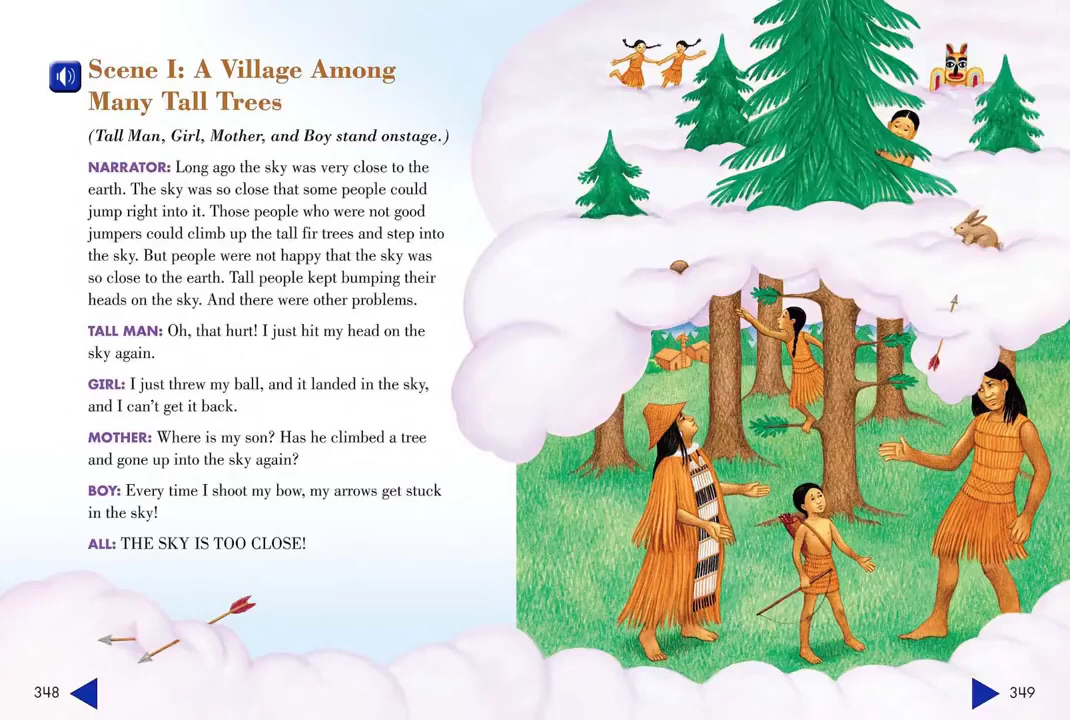 Scene I: A Village Among
Many Tall Trees
(Tall Man, Girl, Mother, and Boy stand onstage.)
NARRATOR: Long ago the sky was very close to the
earth. The sky was so close that some people could
jump right into it. Those people who were not good
jumpers could climb up the tall fir trees and step into
the sky. But people were not happy that the sky was
so close to the earth. Tall people kept bumping their
heads on the sky. And there were other problems.
TALL MAN: Oh, that hurt! I just hit my head on the
sky again.
GIRL: I just threw my ball, and it landed in the sky,
and I can’t get it back.
MOTHER: Where is my son? Has he climbed a tree
and gone up into the sky again?
BOY: Every time I shoot my bow, my arrows get stuck
in the sky!
ALL: THE SKY IS TOO CLOSE!
348
349